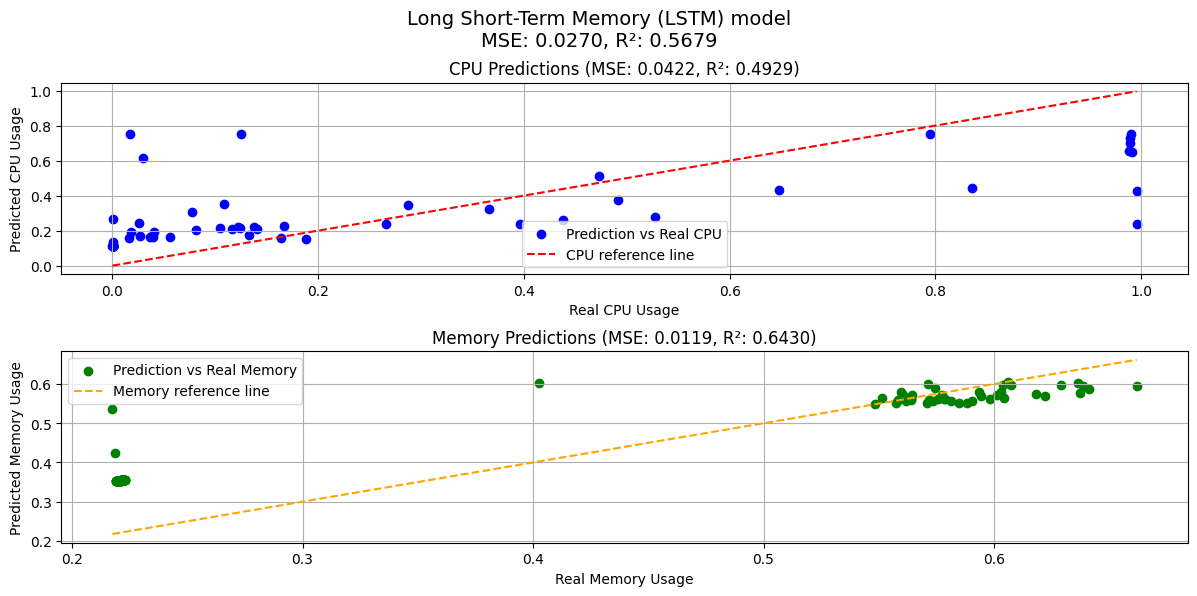 Long Short-Term Memory (LSTM) model
MSE: 0.0270, R²: 0.5679
CPU Predictions (MSE: 0.0422, R²: 0.4929)
Predicted CPU Usage
1.0
0.8
0.6
0.4
0.2
0.0
Prediction vs Real CPU
CPU reference line
0.0 0.2 0.4 0.6 0.8 1.0
Real CPU Usage
Memory Predictions (MSE: 0.0119, R²: 0.6430)
Predicted Memory Usage
Prediction vs Real Memory
Memory reference line
0.6
0.5
0.4
0.3
0.2
0.2 0.3 0.4 0.5 0.6
Real Memory Usage